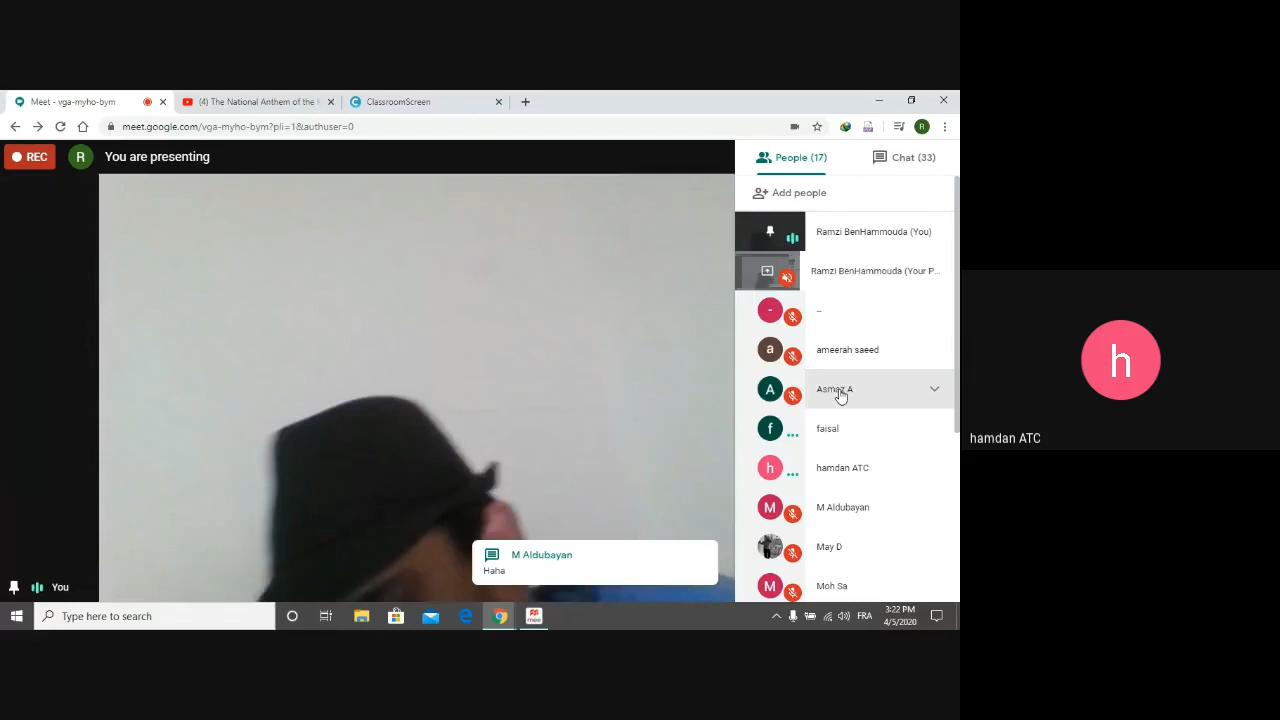 Meet - vga-myho-bym
(4) The National Anthem of the
ClassroomScreen
meet.google.com/vga-myho-bym?pli=1&authuser=0
R
REC
R
You are presenting
People (17)
Chat (33)
Add people
Ramzi BenHammouda (You)
Ramzi BenHammouda (Your P...
- --
a ameerah saeed
A Asmaz A
f faisal
h hamdan ATC
M M Aldubayan
May D
M Moh Sa
M Aldubayan
Haha
You
h
hamdan ATC
Type here to search
FRA
3:22 PM
4/5/2020